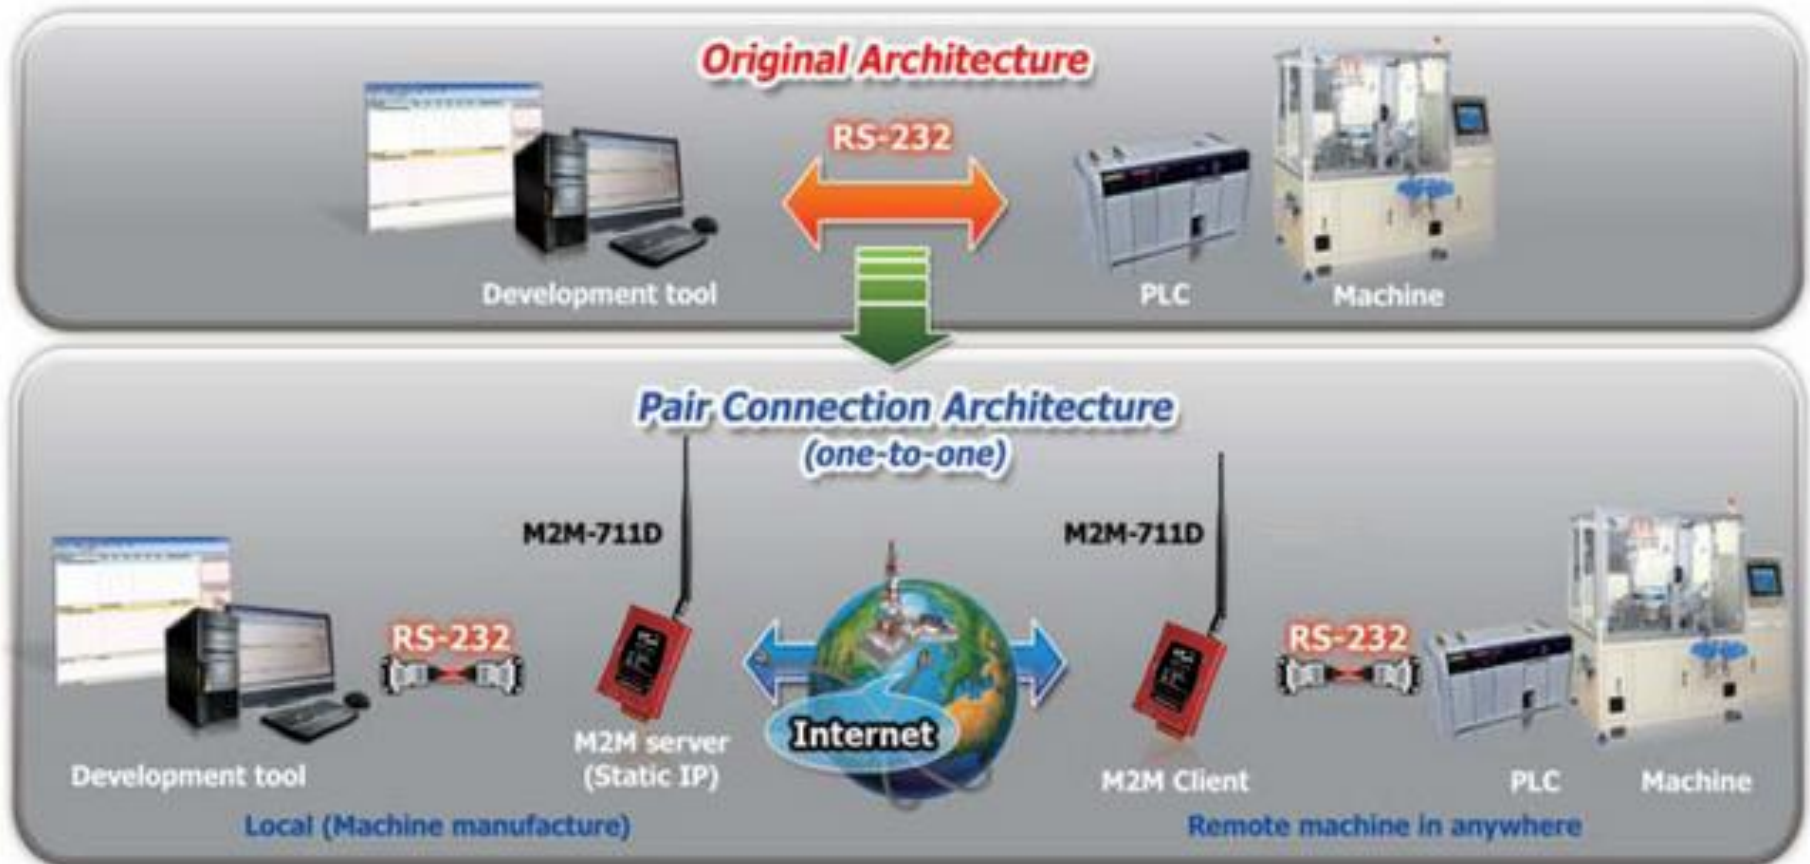 Original Architecture
RS-232
Development tool
PLC
Machine
Pair Connection Architecture
(one-to-one)
M2M-711D
M2M-711D
RS-232
RS-232
Internet
M2M server
(Static IP)
Development tool
M2M Client
PLC
Machine
Local (Machine manufacture)
Remote machine in anywhere